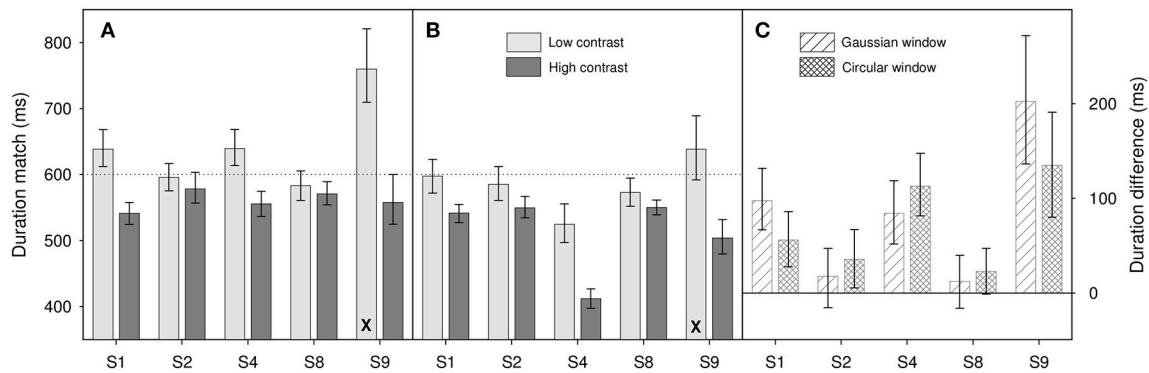 A
B
C
Low contrast
High contrast
Gaussian window
Circular window
Duration match (ms)
800
700
600
500
400
X
X
200
100
0
Duration difference (ms)
S1 S2 S4 S8 S9
S1 S2 S4 S8 S9
S1 S2 S4 S8 S9